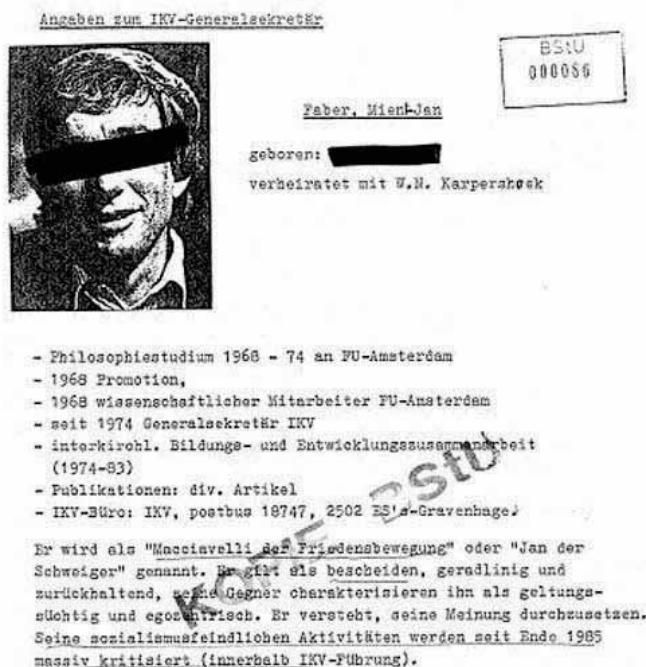 Angaben zum IKV-Generalsekretär
BStU
000086
Faber, Mient-Jan
geboren:
verheiratet mit W.N. Karpershoek
- Philosophiestudium 1968 - 74 an FU-Amsterdam
- 1968 Promotion,
- 1968 wissenschaftlicher Mitarbeiter FU-Amsterdam
- seit 1974 Generalsekretär IKV
- interkirchl. Bildungs- und Entwicklungszusammenarbeit
(1974-83)
- Publikationen: div. Artikel
- IKV-Büro: IKV, postbus 18747, 2502 ES's-Gravenhage.
KOPIE BStU
Er wird als "Macciavelli der Friedensbewegung" oder "Jan der
Schweiger" genannt. Er gilt als bescheiden, geradlinig und
zurückhaltend, seine Gegner charakterisieren ihn als geltungs-
süchtig und egozentrisch. Er versteht, seine Meinung durchzusetzen.
Seine sozialismusfeindlichen Aktivitäten werden seit Ende 1985
massiv kritisiert (innerhalb IKV-Führung).